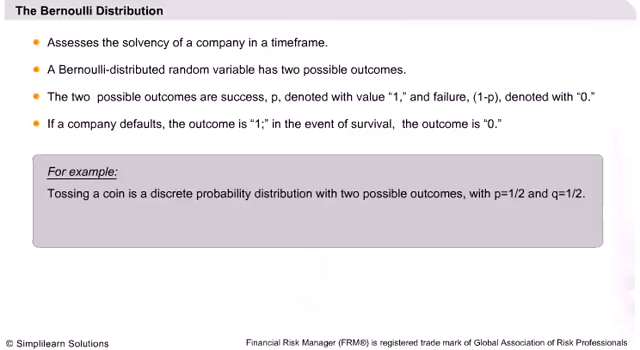 The Bernoulli Distribution
Assesses the solvency of a company in a timeframe.
A Bernoulli-distributed random variable has two possible outcomes.
The two possible outcomes are success, p, denoted with value "1," and failure, (1-p), denoted with "0."
If a company defaults, the outcome is "1;" in the event of survival, the outcome is "0."
For example:
Tossing a coin is a discrete probability distribution with two possible outcomes, with p=1/2 and q=1/2.
© Simplilearn Solutions
Financial Risk Manager (FRM®) is registered trade mark of Global Association of Risk Professionals